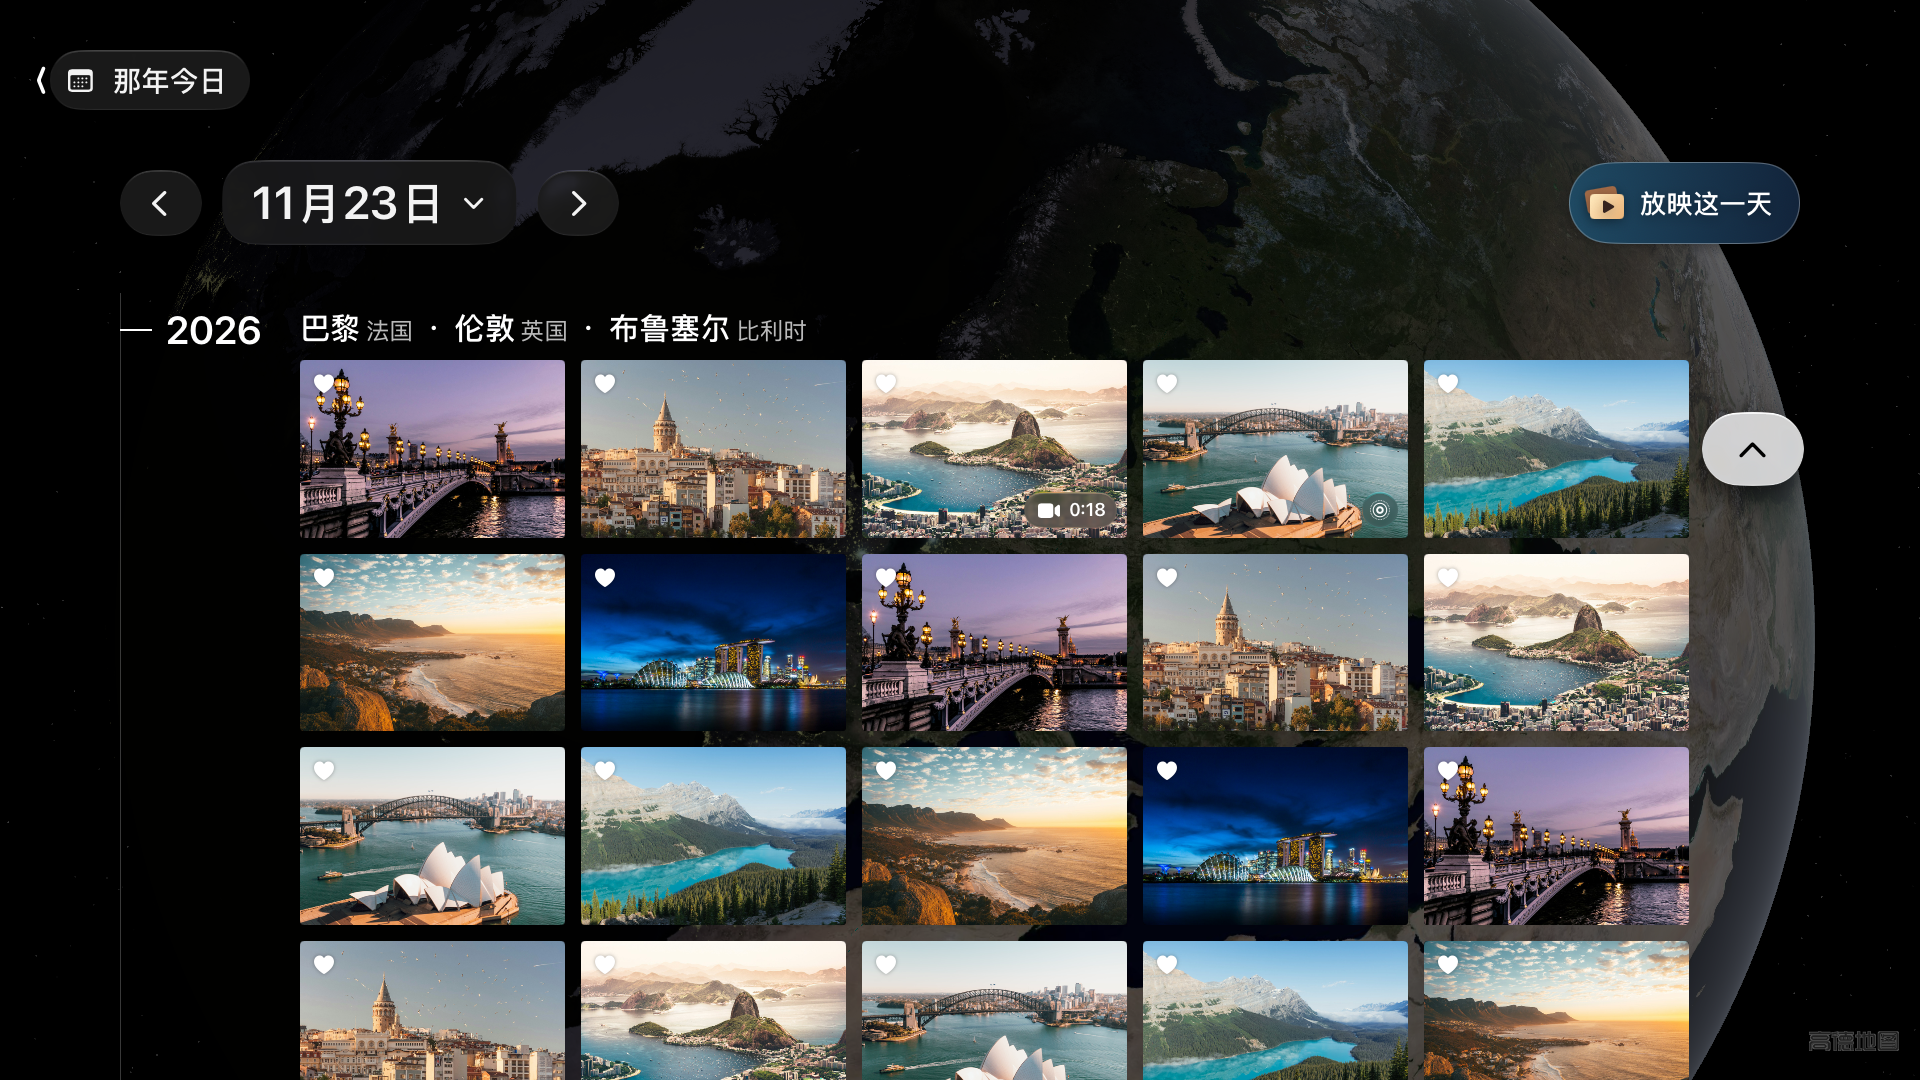 那年今日
11月23日
放映这一天
2026
巴黎 法国 · 伦敦 英国 · 布鲁塞尔 比利时
0:18
高德地图